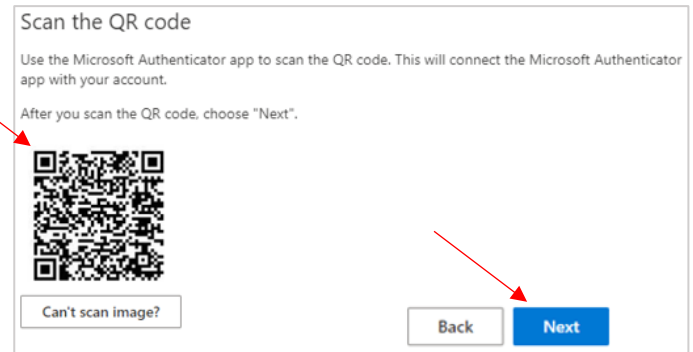 Scan the QR code
Use the Microsoft Authenticator app to scan the QR code. This will connect the Microsoft Authenticator
app with your account.
After you scan the QR code, choose "Next".
Can't scan image?
Back
Next